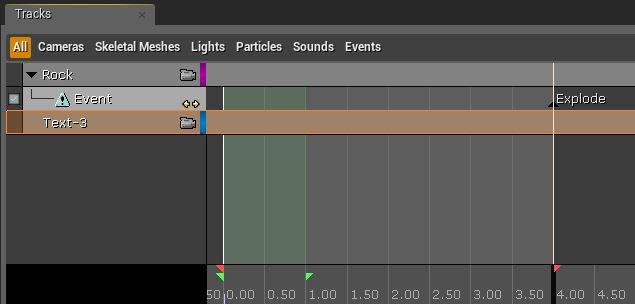 Tracks ×
All Cameras Skeletal Meshes Lights Particles Sounds Events
Rock
Event Explode
Text-3
50 0.00 0.50 1.00 1.50 2.00 2.50 3.00 3.50 4.00 4.50